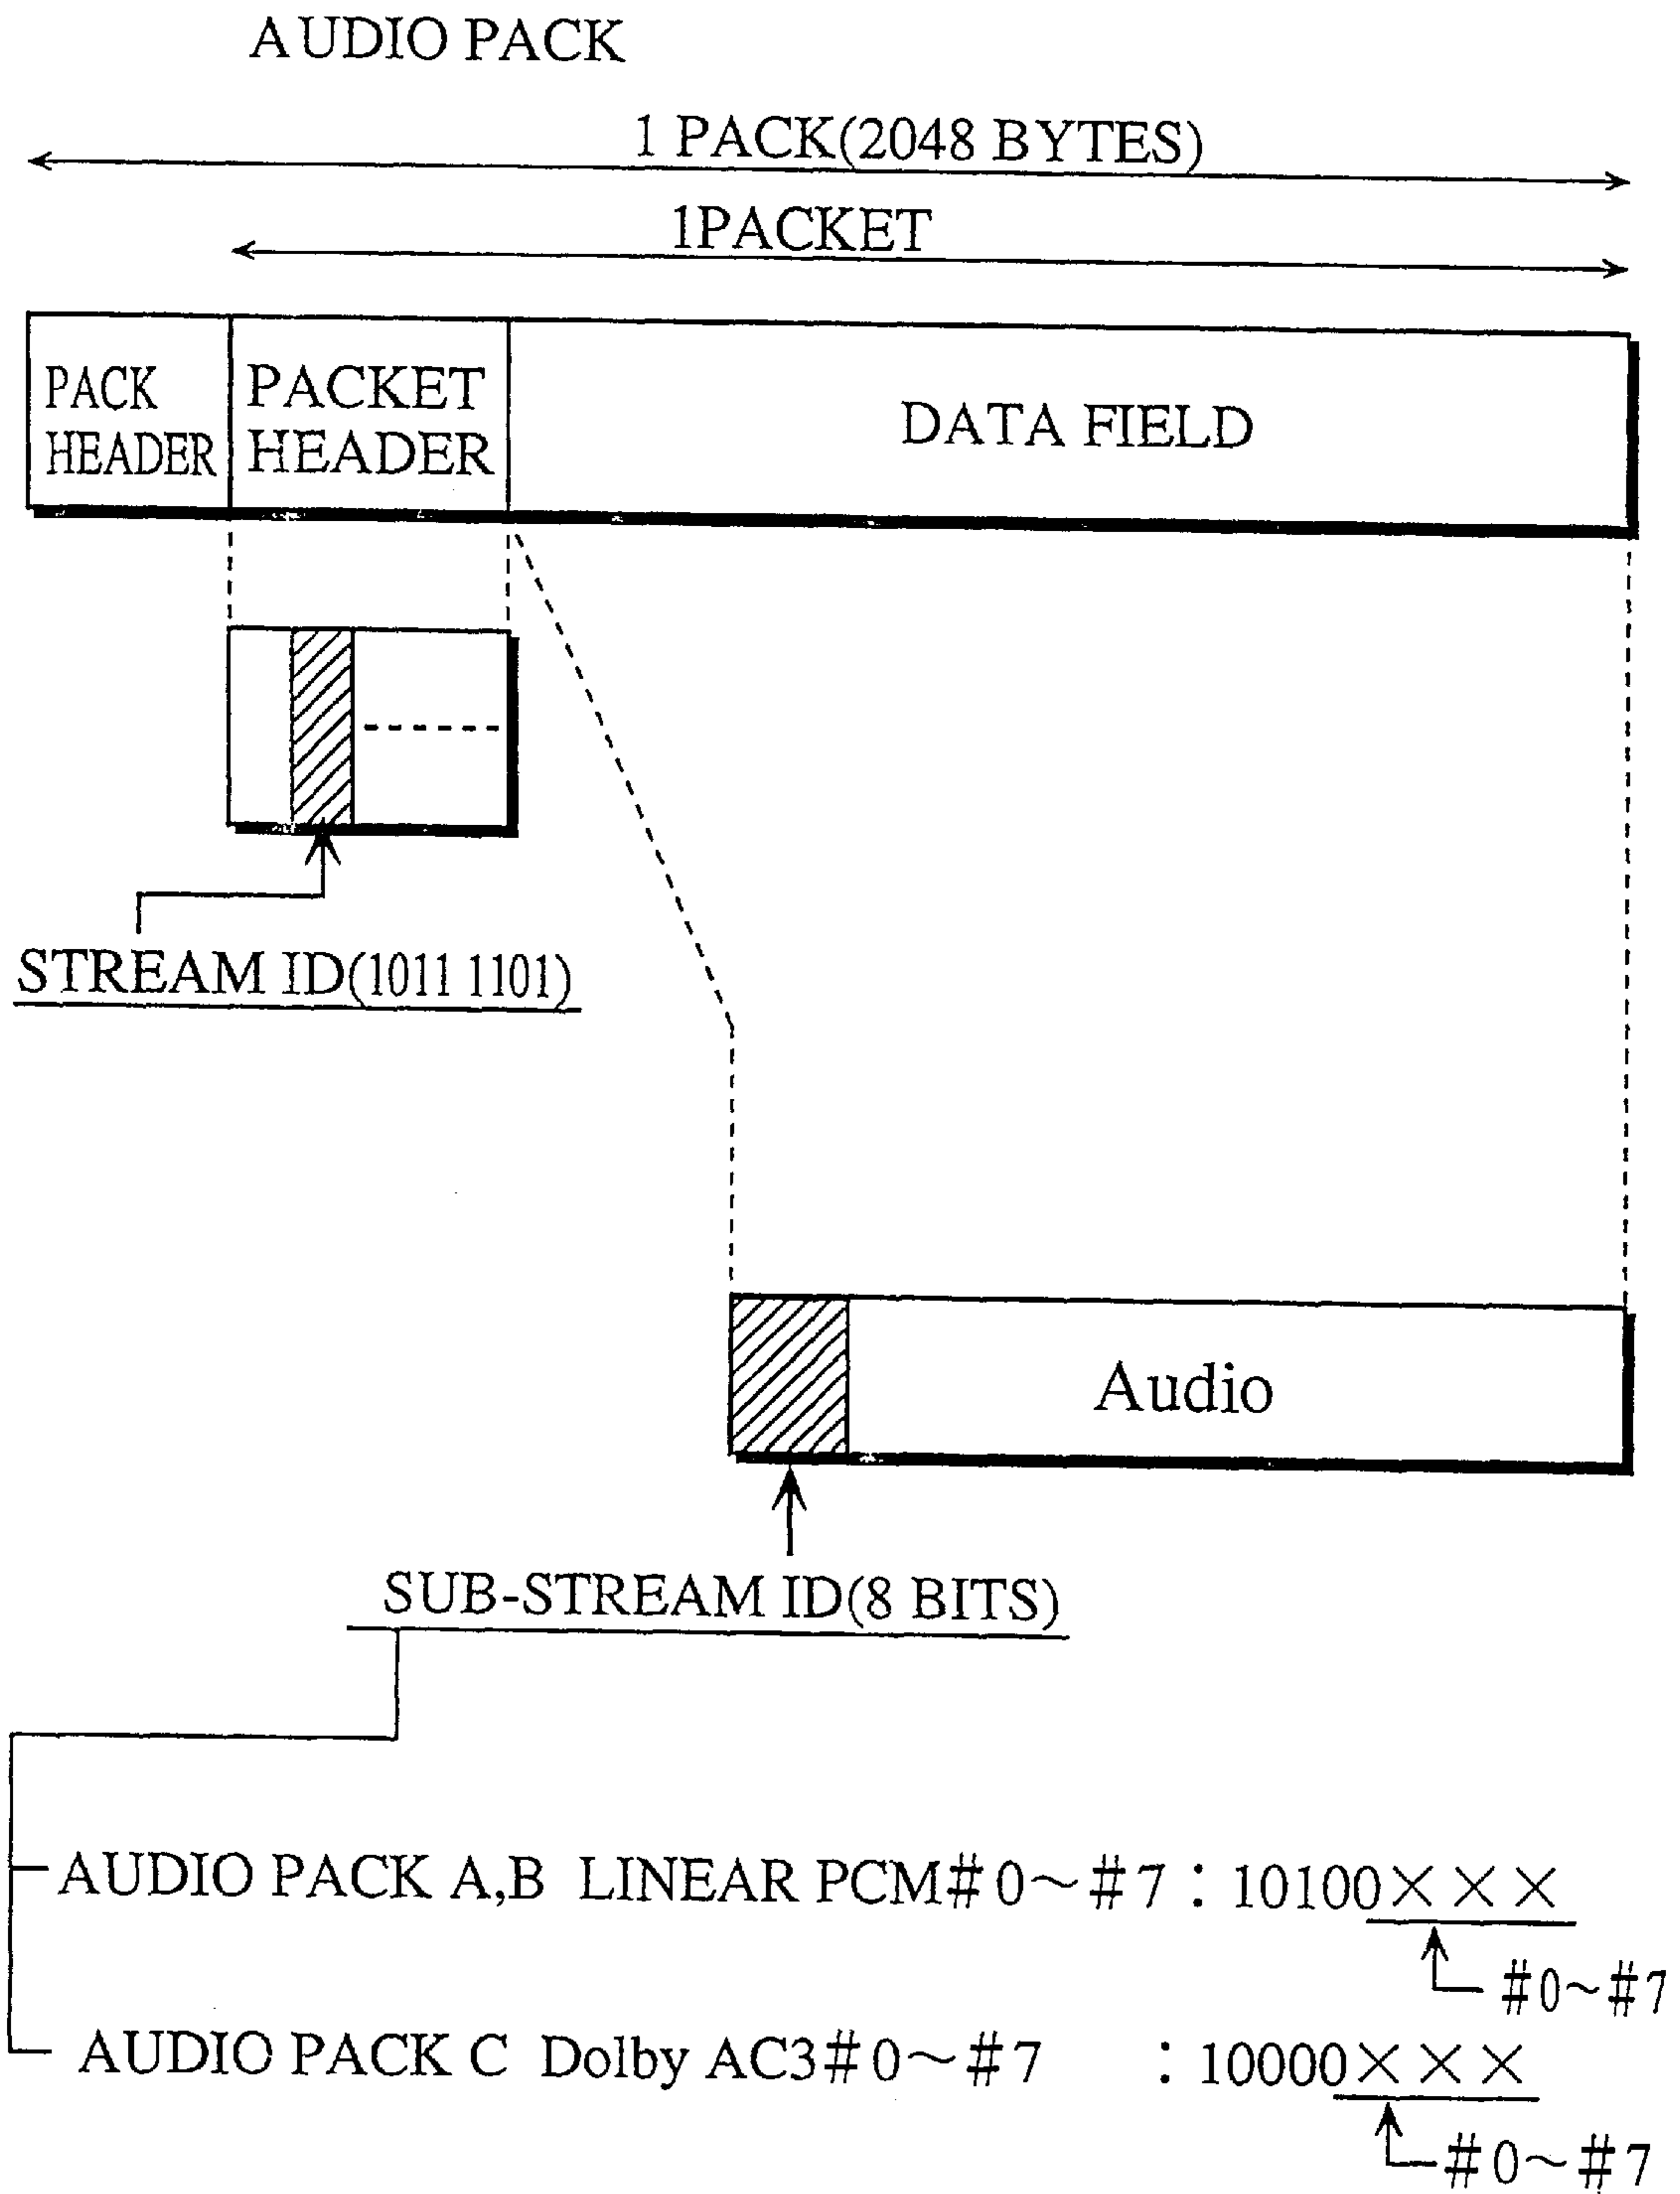 AUDIO PACK
1 PACK(2048 BYTES)
1PACKET
PACK
HEADER
PACKET
HEADER
DATA FIELD
STREAM ID(1011 1101)
Audio
SUB-STREAM ID(8 BITS)
AUDIO PACK A,B LINEAR PCM#0~#7:10100×××
#0~#7
AUDIO PACK C Dolby AC3#0~#7 :10000×××
#0~#7